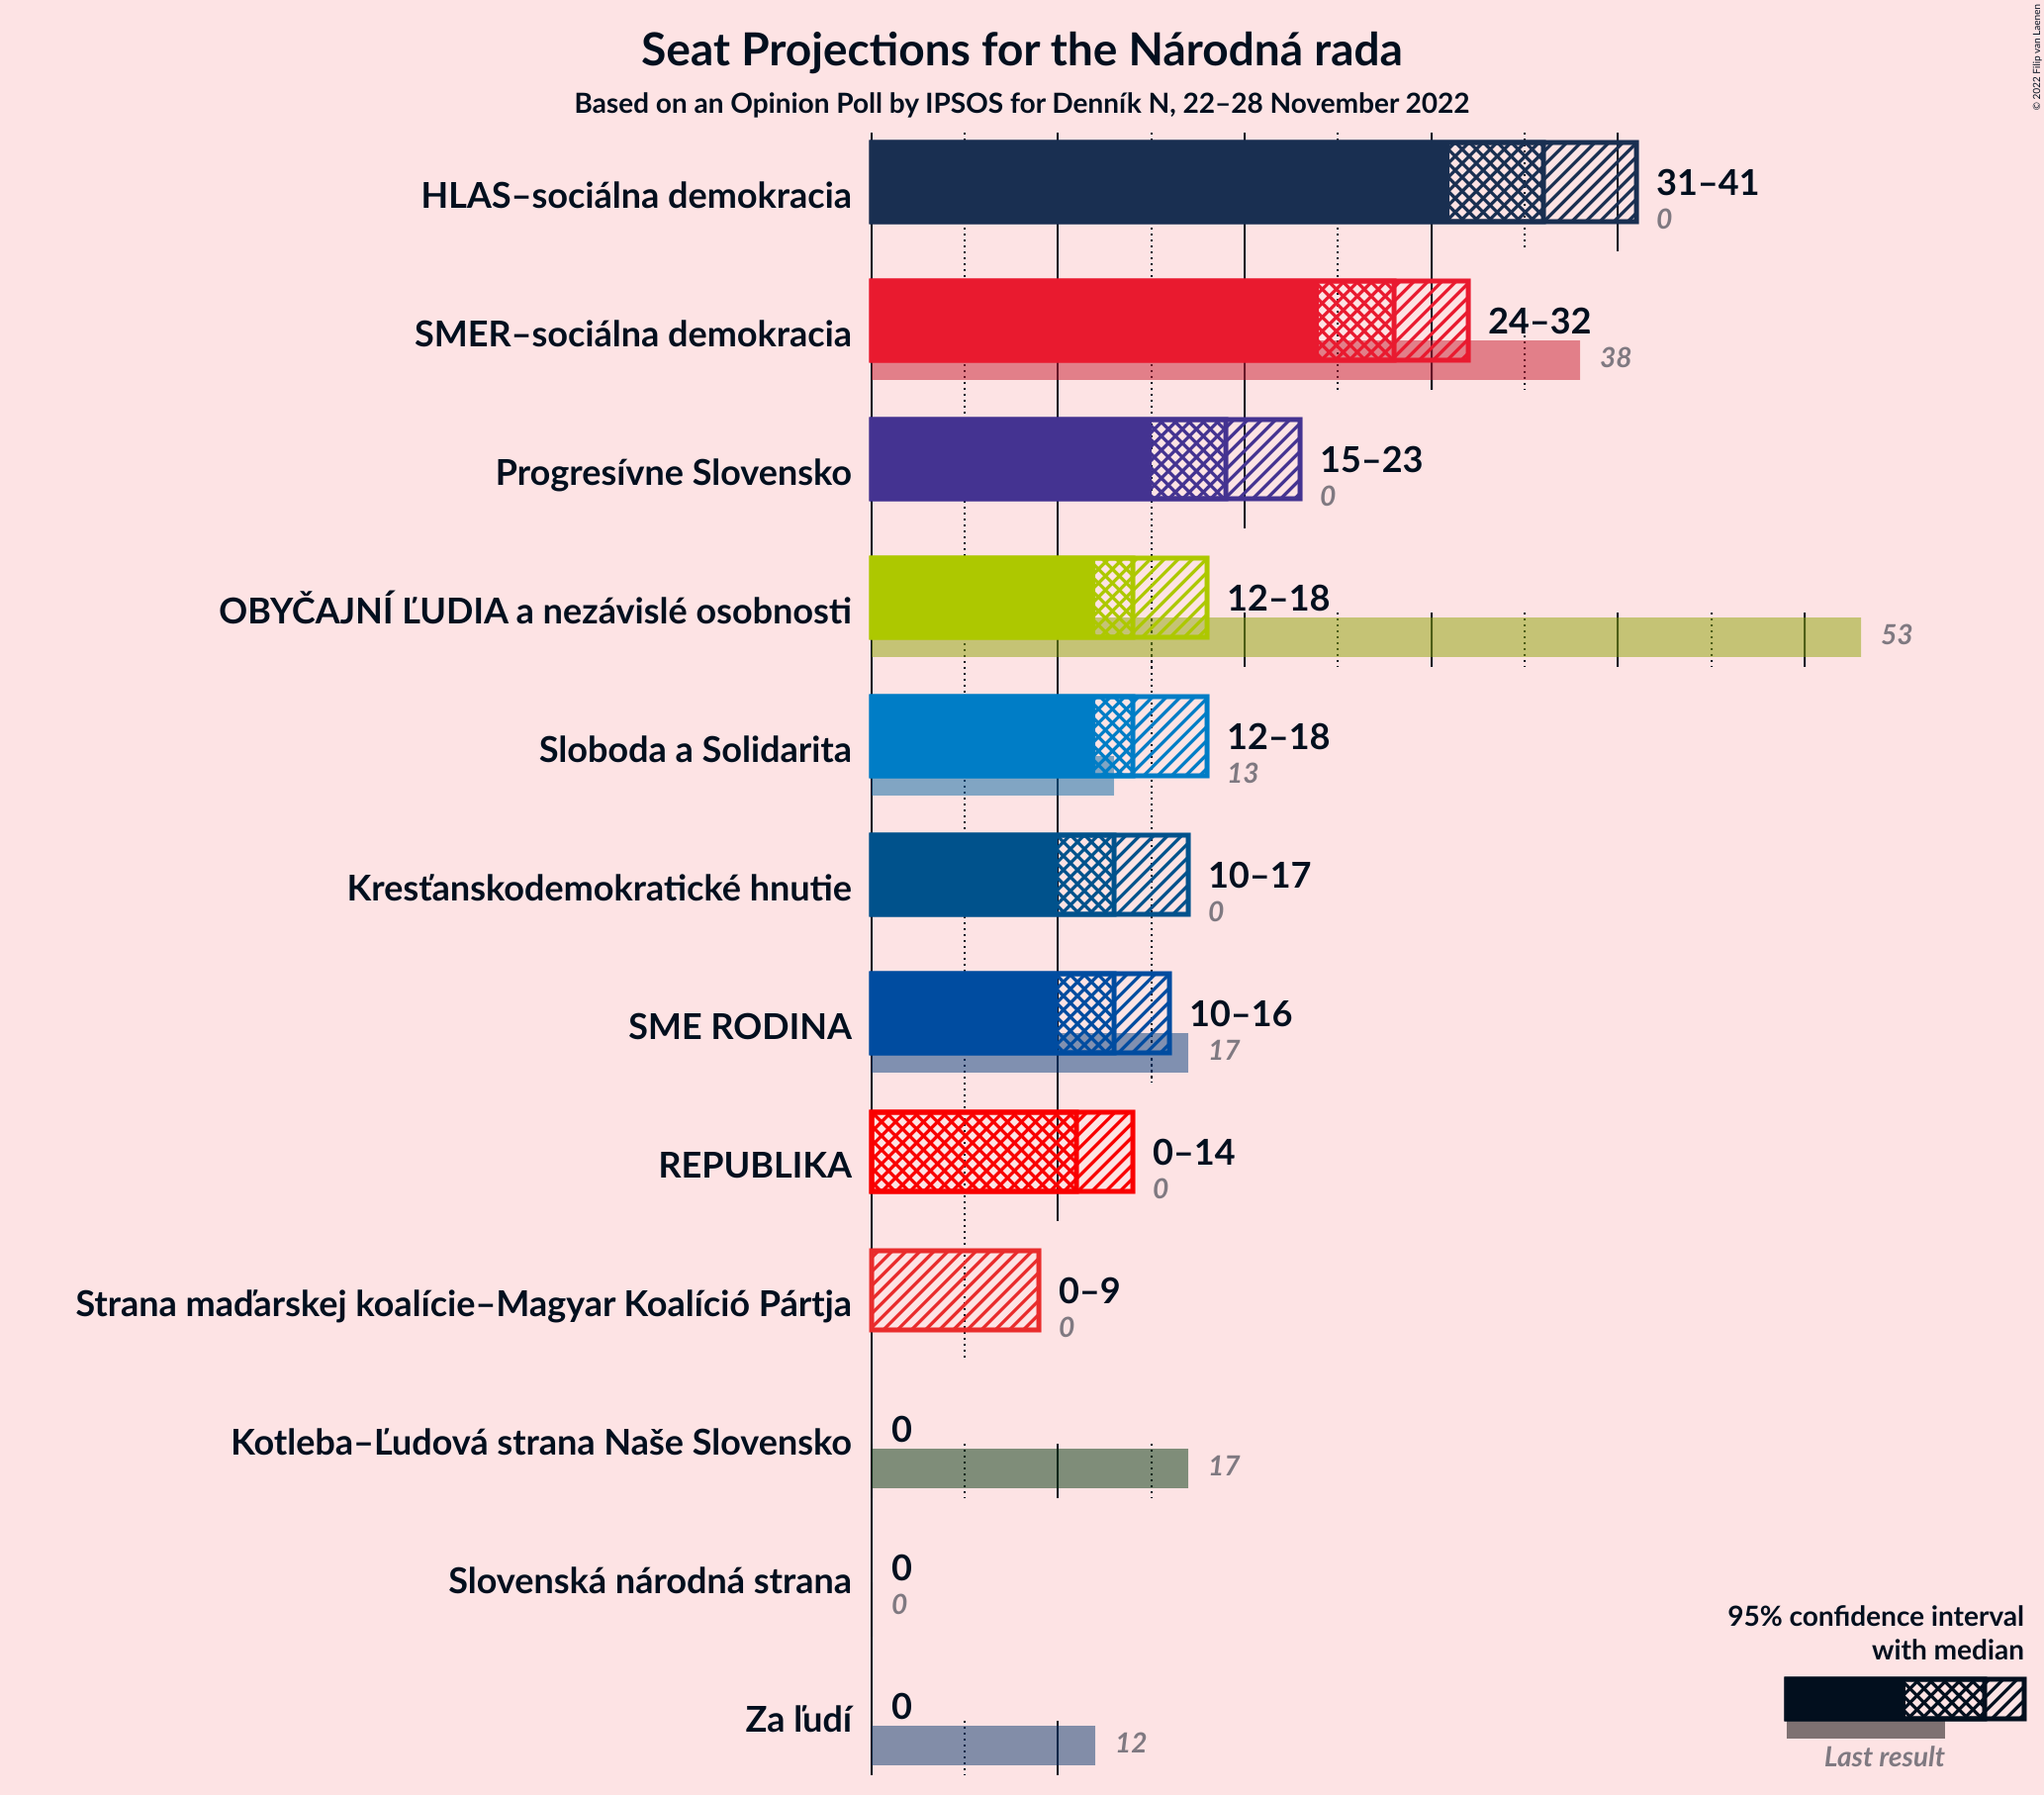 Seat Projections for the Národná rada
Based on an Opinion Poll by IPSOS for Denník N, 22–28 November 2022
© 2022 Filip van Laenen
HLAS–sociálna demokracia
31–41
0
SMER–sociálna demokracia
24–32
38
Progresívne Slovensko
15–23
0
OBYČAJNÍ ĽUDIA a nezávislé osobnosti
12–18
53
Sloboda a Solidarita
12–18
13
Kresťanskodemokratické hnutie
10–17
0
SME RODINA
10–16
17
REPUBLIKA
0–14
0
Strana maďarskej koalície–Magyar Koalíció Pártja
0–9
0
Kotleba–Ľudová strana Naše Slovensko
0
17
Slovenská národná strana
0
0
Za ľudí
0
12
95% confidence interval
with median
Last result